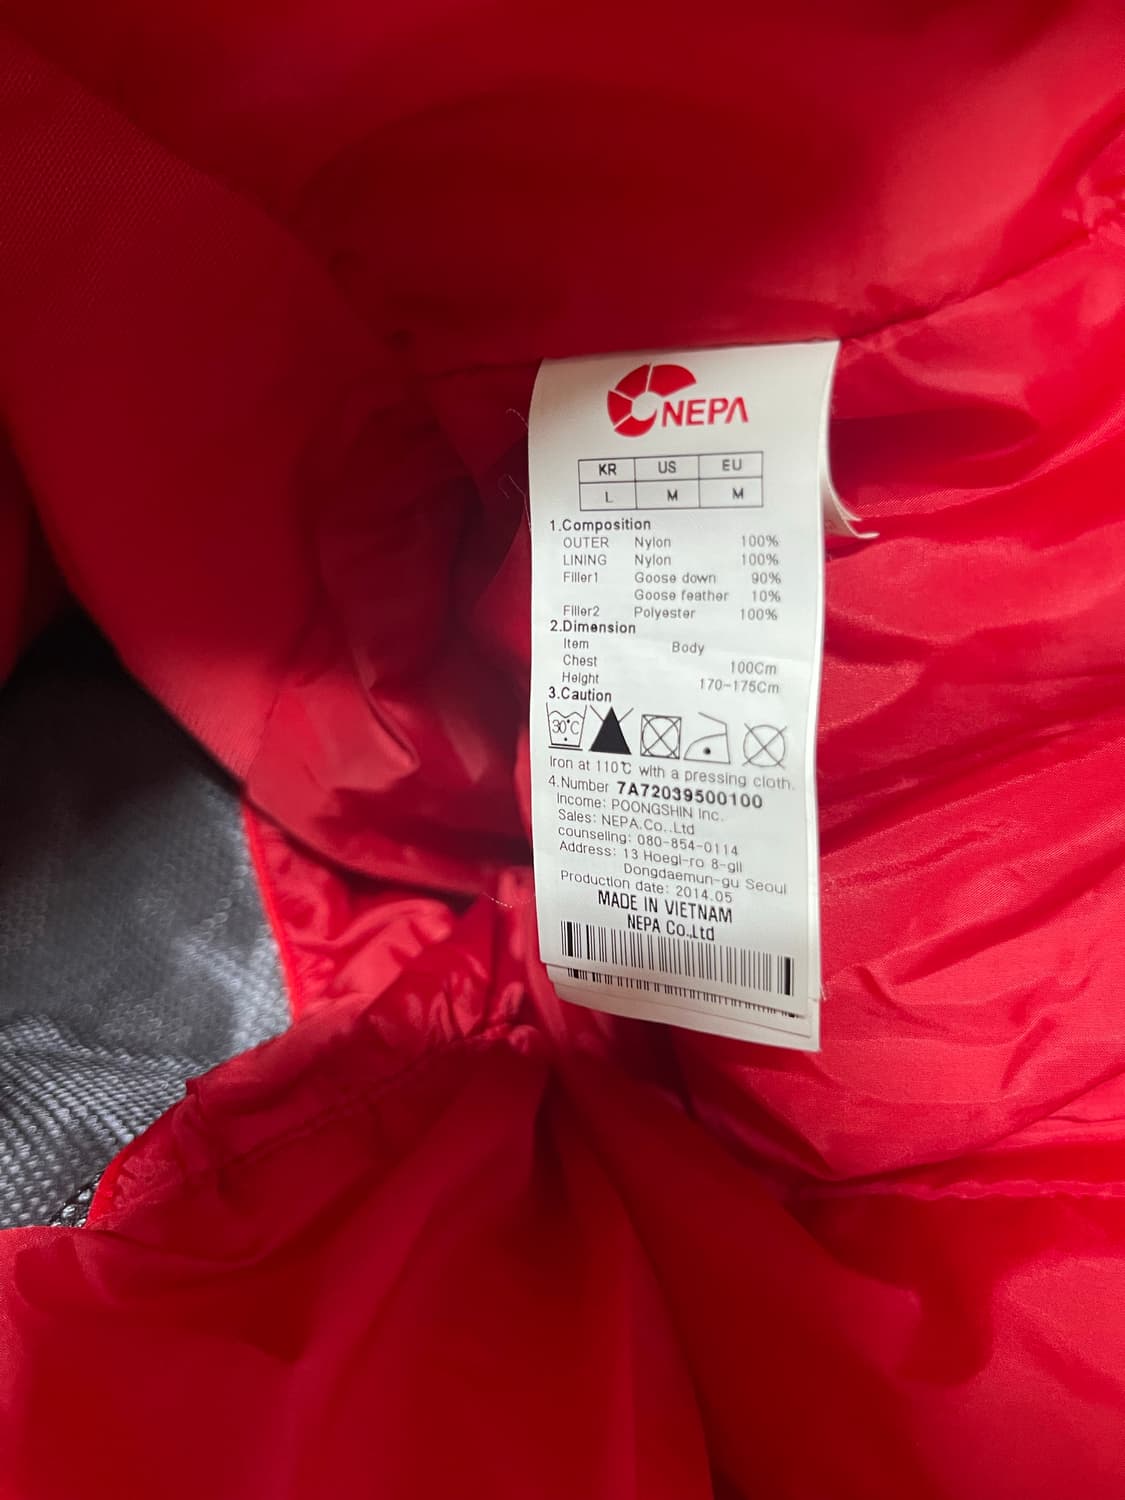 NEPA
KR US EU
L M M
1.Composition
OUTER Nylon 100%
LINING Nylon 100%
Filler1 Goose down 90%
Goose feather 10%
Filler2 Polyester 100%
2.Dimension
Item Body
Chest 100Cm
Height 170~175Cm
3.Caution
30℃
Iron at 110℃ with a pressing cloth.
4.Number 7A72039500100
Income: POONGSHIN Inc.
Sales: NEPA.Co..Ltd
counseling: 080-854-0114
Address: 13 Hoegi-ro 8-gil
Dongdaemun-gu Seoul
Production date: 2014.05
MADE IN VIETNAM
NEPA Co.,Ltd